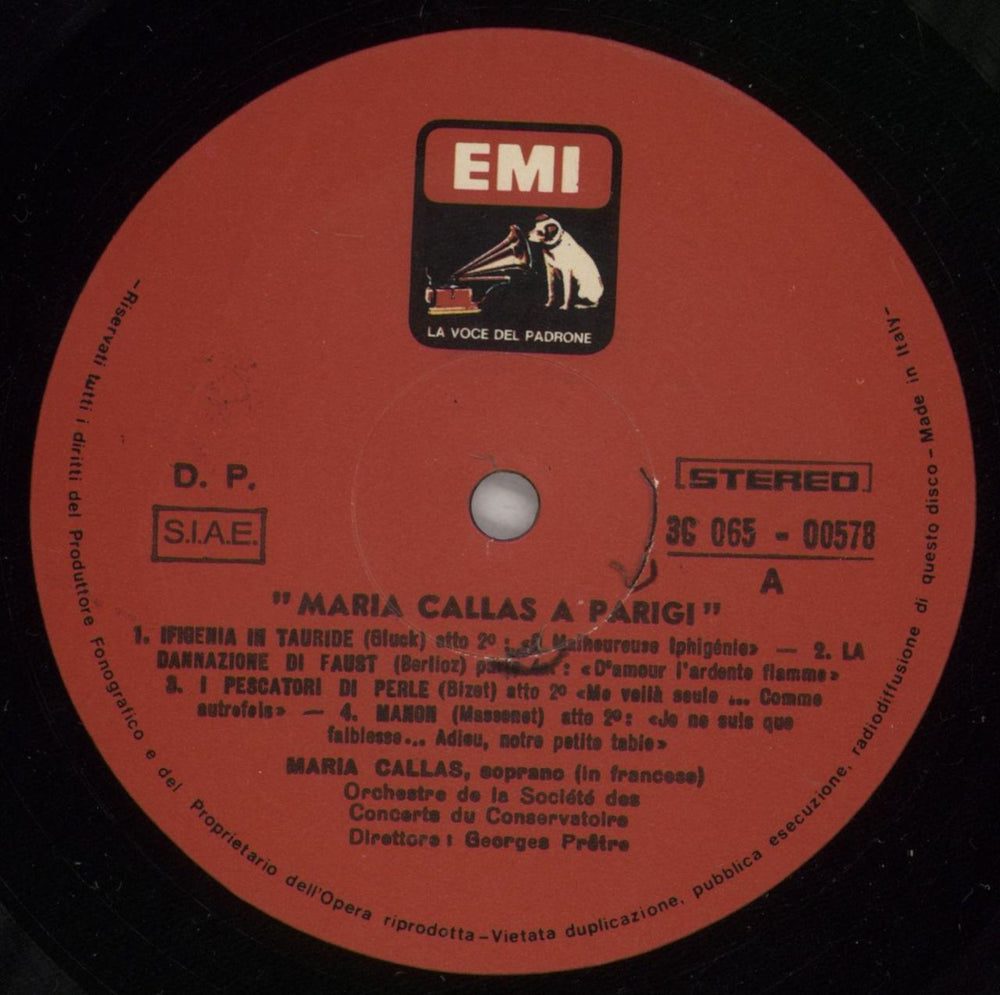 EMI
LA VOCE DEL PADRONE
D. P.
S.I.A.E.
STEREO
3C 065 - 00578
A
"MARIA CALLAS A PARIGI"
1. IFIGENIA IN TAURIDE (Gluck) atto 2º: «O Malheureuse Iphigénie» — 2. LA
DANNAZIONE DI FAUST (Berlioz) : «D'amour l'ardente flamme»
3. I PESCATORI DI PERLE (Bizet) atto 2º «Me voilà seule ... Comme
autrefois» — 4. MANON (Massenet) atto 2º: «Je ne suis que
faiblesse... Adieu, notre petite table»
MARIA CALLAS, soprano (in francese)
Orchestre de la Société des
Concerts du Conservatoire
Direttore: Georges Prêtre
-Riservati tutti i diritti del Produttore Fonografico e del Proprietario dell'Opera riprodotta-Vietata duplicazione, pubblica esecuzione, radiodiffusione di questo disco-Made in Italy-